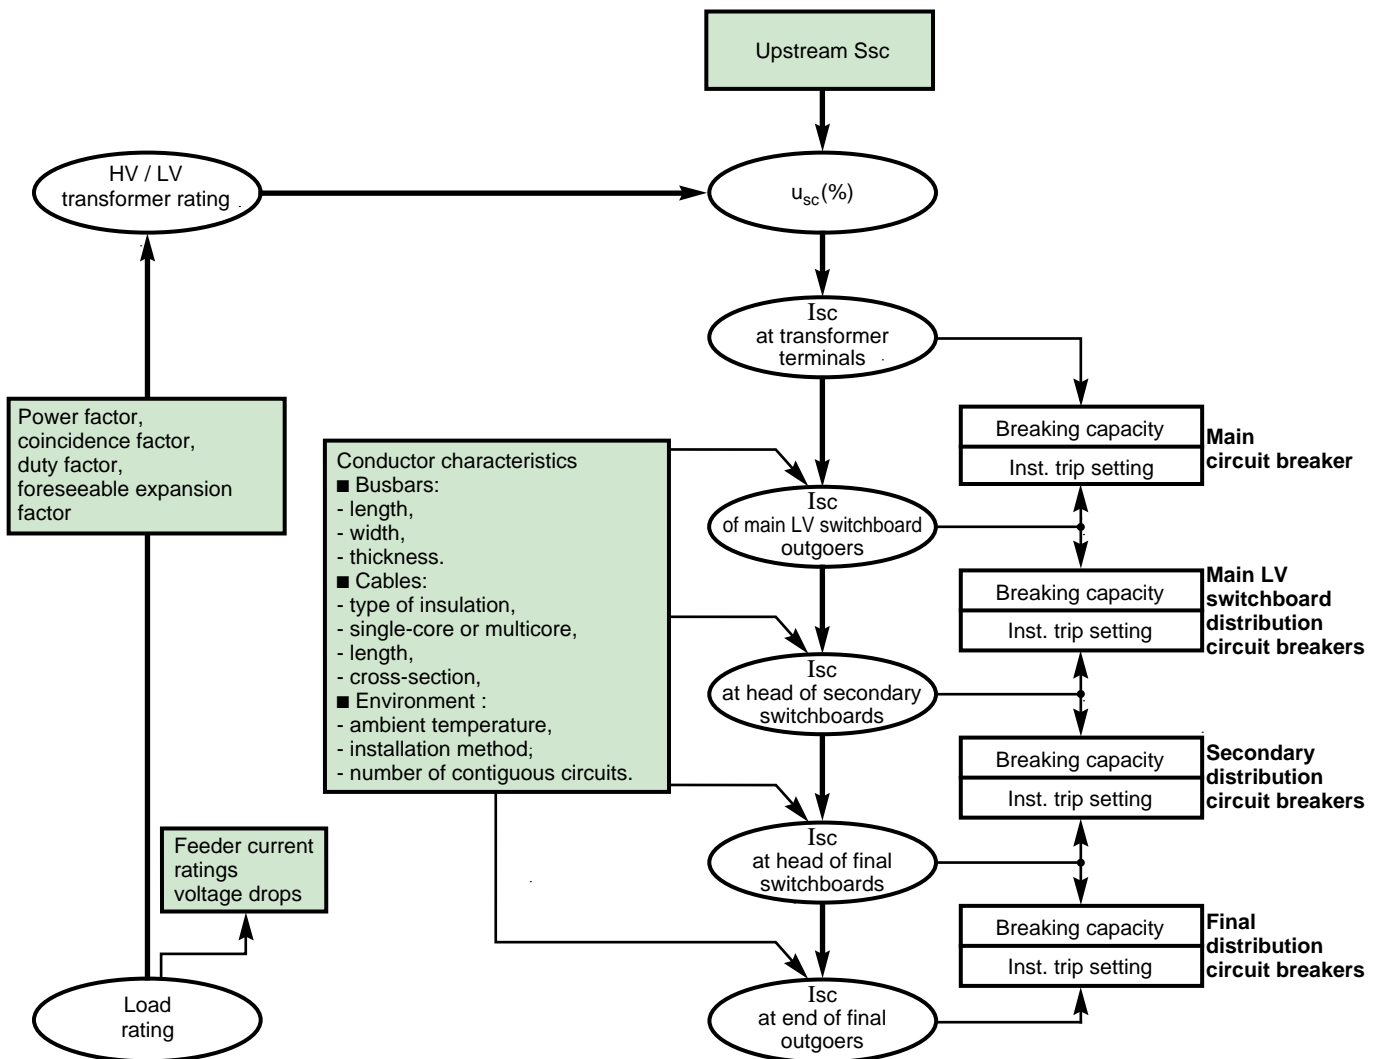 Upstream Ssc
HV / LV
transformer rating
usc(%)
Isc
at transformer
terminals
Power factor,
coincidence factor,
duty factor,
foreseeable expansion
factor
Conductor characteristics
■ Busbars:
- length,
- width,
- thickness.
■ Cables:
- type of insulation,
- single-core or multicore,
- length,
- cross-section,
■ Environment :
- ambient temperature,
- installation method,
- number of contiguous circuits.
Breaking capacity
Inst. trip setting
Main
circuit breaker
Isc
of main LV switchboard
outgoers
Breaking capacity
Inst. trip setting
Main LV
switchboard
distribution
circuit breakers
Isc
at head of secondary
switchboards
Breaking capacity
Inst. trip setting
Secondary
distribution
circuit breakers
Isc
at head of final
switchboards
Feeder current
ratings
voltage drops
Breaking capacity
Inst. trip setting
Final
distribution
circuit breakers
Load
rating
Isc
at end of final
outgoers